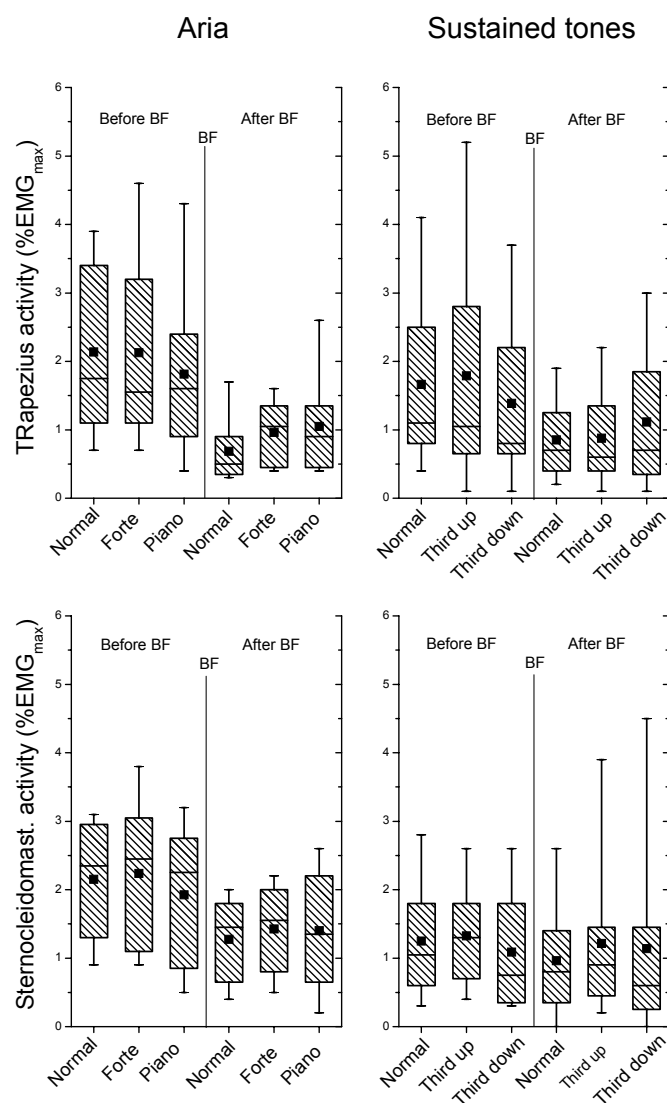 Aria
Sustained tones
TRapezius activity (%EMGmax)
6
5
4
3
2
1
0
Before BF
BF
After BF
Normal
Forte
Piano
Normal
Forte
Piano
6
5
4
3
2
1
0
Before BF
BF
After BF
Normal
Third up
Third down
Normal
Third up
Third down
Sternocleidomast. activity (%EMGmax)
6
5
4
3
2
1
0
Before BF
BF
After BF
Normal
Forte
Piano
Normal
Forte
Piano
6
5
4
3
2
1
0
Before BF
BF
After BF
Normal
Third up
Third down
Normal
Third up
Third down